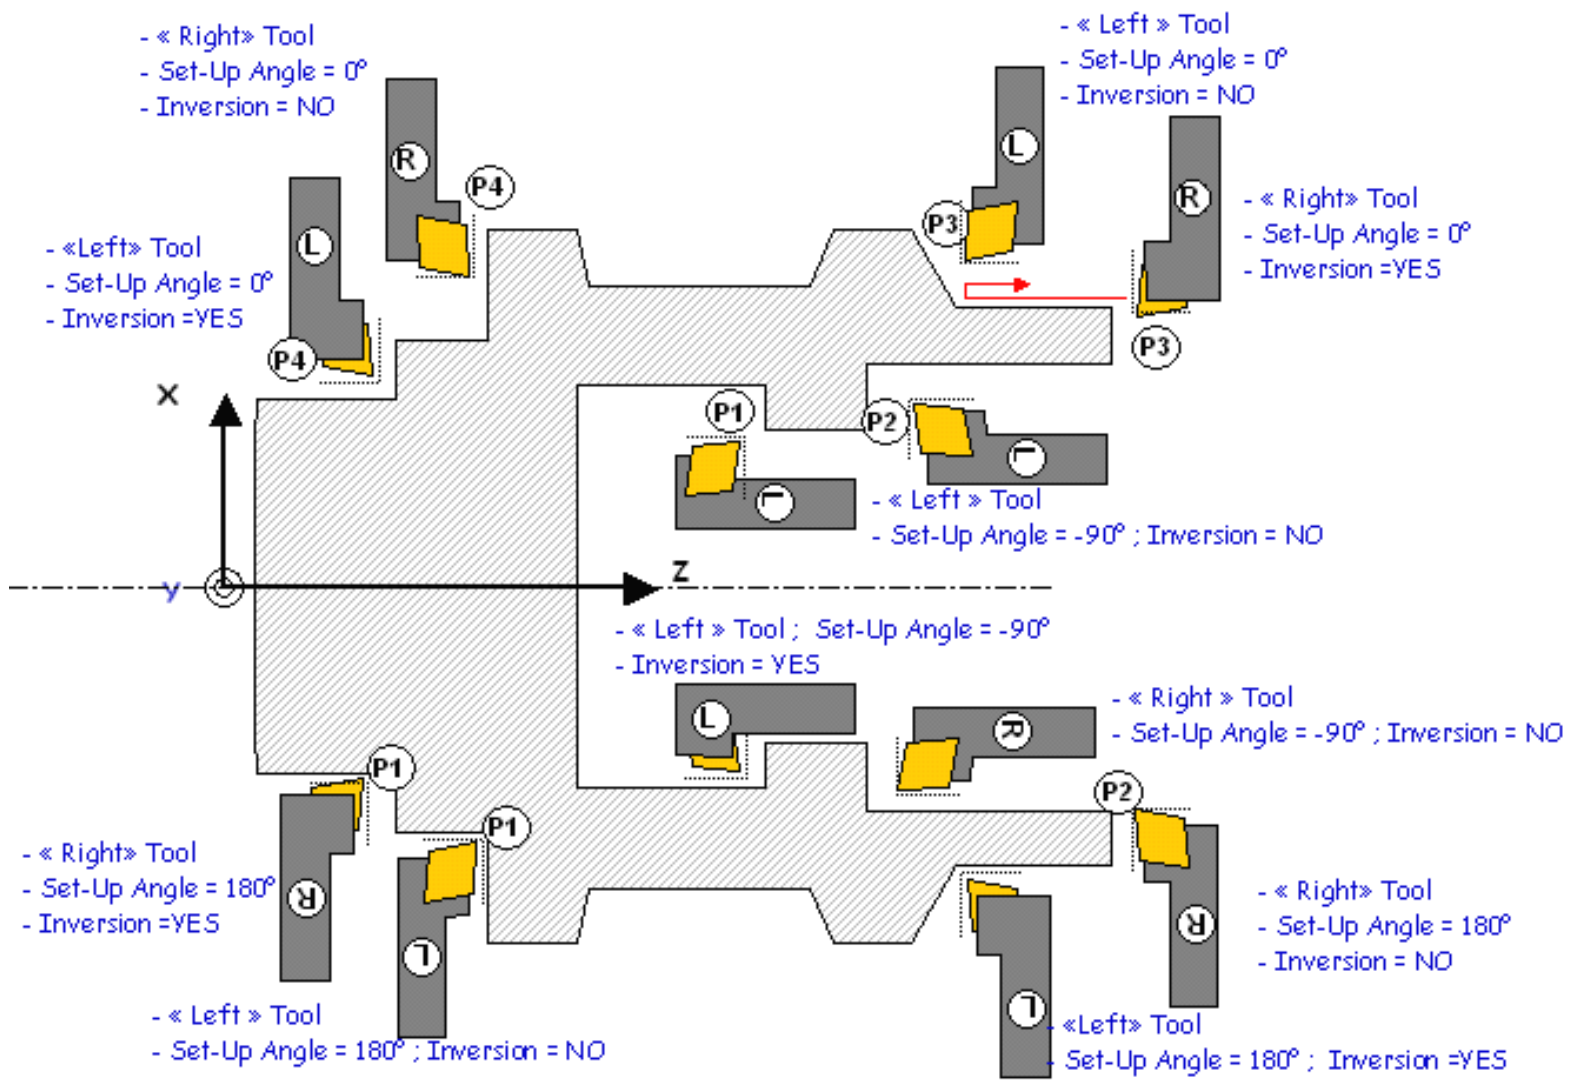 - « Right» Tool
- Set-Up Angle = 0°
- Inversion = NO
R
P4
- « Left » Tool
- Set-Up Angle = 0°
- Inversion = NO
L
P3
R
- « Right» Tool
- Set-Up Angle = 0°
- Inversion =YES
P3
- «Left» Tool
- Set-Up Angle = 0°
- Inversion =YES
L
P4
X
P1
P2
L
L
- « Left » Tool
- Set-Up Angle = -90° ; Inversion = NO
y
Z
- « Left » Tool ; Set-Up Angle = -90°
- Inversion = YES
L
R
- « Right » Tool
- Set-Up Angle = -90° ; Inversion = NO
P1
P1
P2
- « Right» Tool
- Set-Up Angle = 180°
- Inversion =YES
R
L
- « Left » Tool
- Set-Up Angle = 180° ; Inversion = NO
R
- « Right» Tool
- Set-Up Angle = 180°
- Inversion = NO
L
- «Left» Tool
- Set-Up Angle = 180° ; Inversion =YES